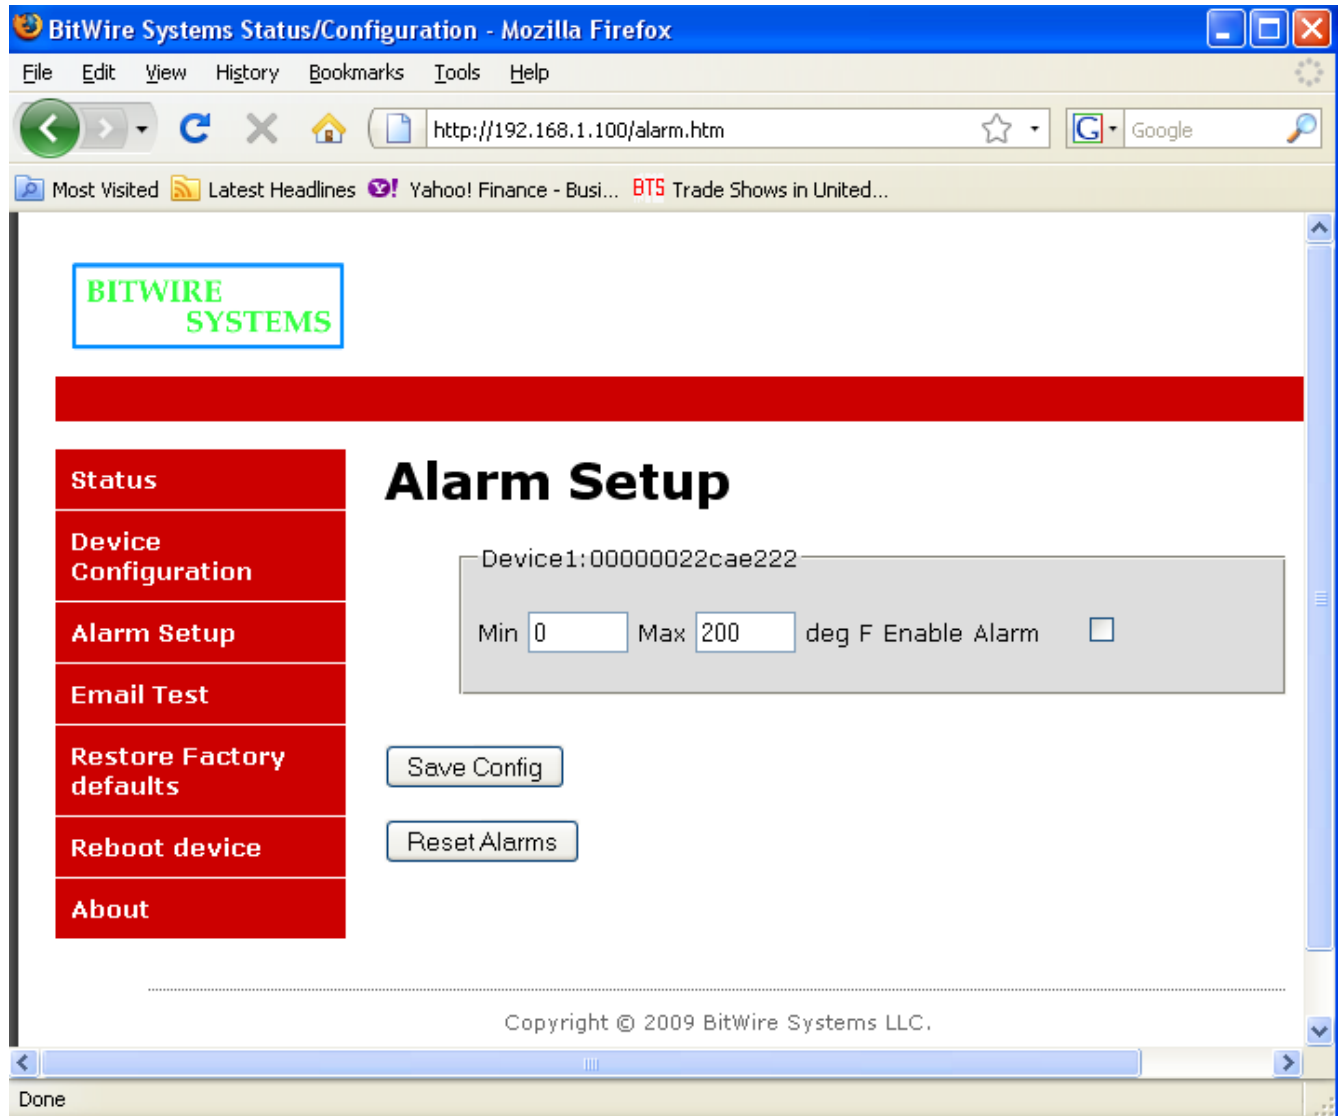 BitWire Systems Status/Configuration - Mozilla Firefox
File Edit View History Bookmarks Tools Help
http://192.168.1.100/alarm.htm G Google
Most Visited Latest Headlines Y! Yahoo! Finance - Busi... BTS Trade Shows in United...
BITWIRE
SYSTEMS
Status
Device
Configuration
Alarm Setup
Email Test
Restore Factory
defaults
Reboot device
About
Alarm Setup
Device1:00000022cae222
Min 0 Max 200 deg F Enable Alarm
Save Config
Reset Alarms
Copyright © 2009 BitWire Systems LLC.
Done